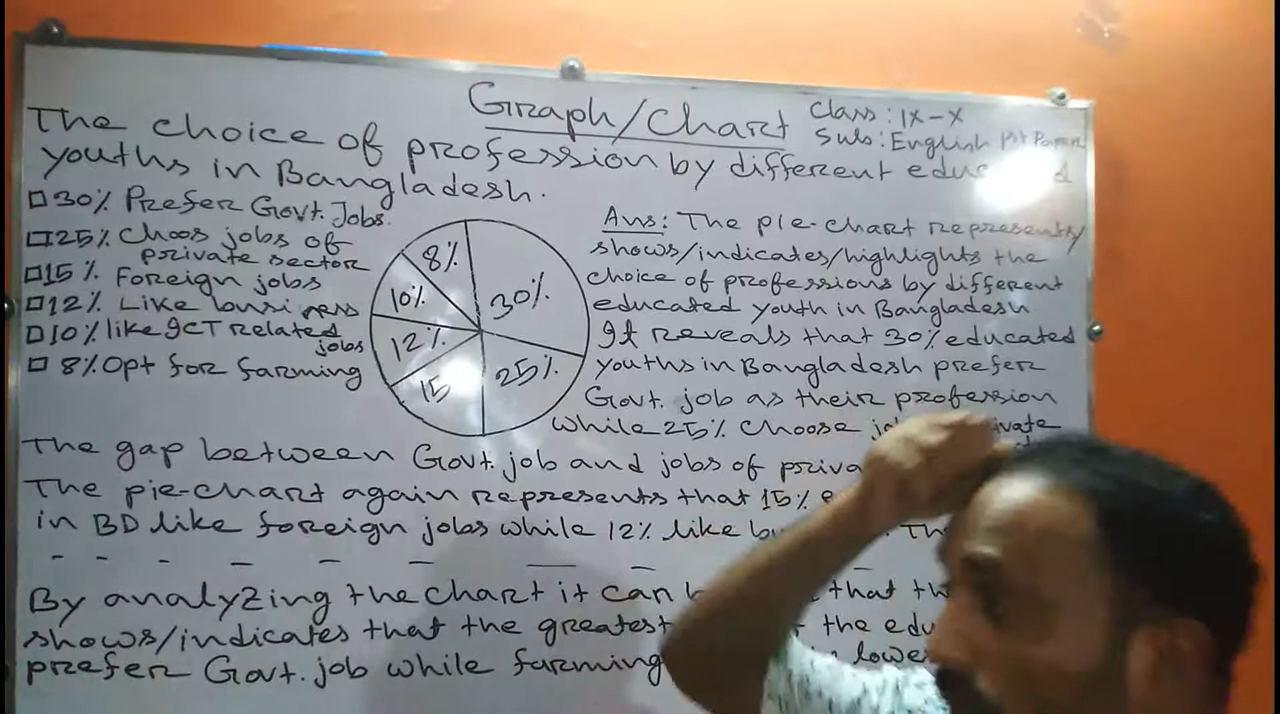 Graph/Chart
Class: IX-X
Sub: English
The choice of profession by different
youths in Bangladesh.
30% Prefer Govt. Jobs.
25% Choos jobs of
private sector
15% Foreign jobs
12% Like business
10% like ICT Related
jobs
8% Opt for farming
8%
30%
10%
12%
15
25%
Ans: The pie-chart represents/
shows/indicates/highlights the
choice of professions by different
educated youth in Bangladesh
It reveals that 30% educated
youths in Bangladesh prefer
Govt. job as their profession
while 25% choose
The gap between Govt. job and jobs of
The pie-chart again represents that 15%
in BD like foreign jobs while 12% like
By analyzing the chart it can that
shows/indicates that the greatest the
prefer Govt. job while farming